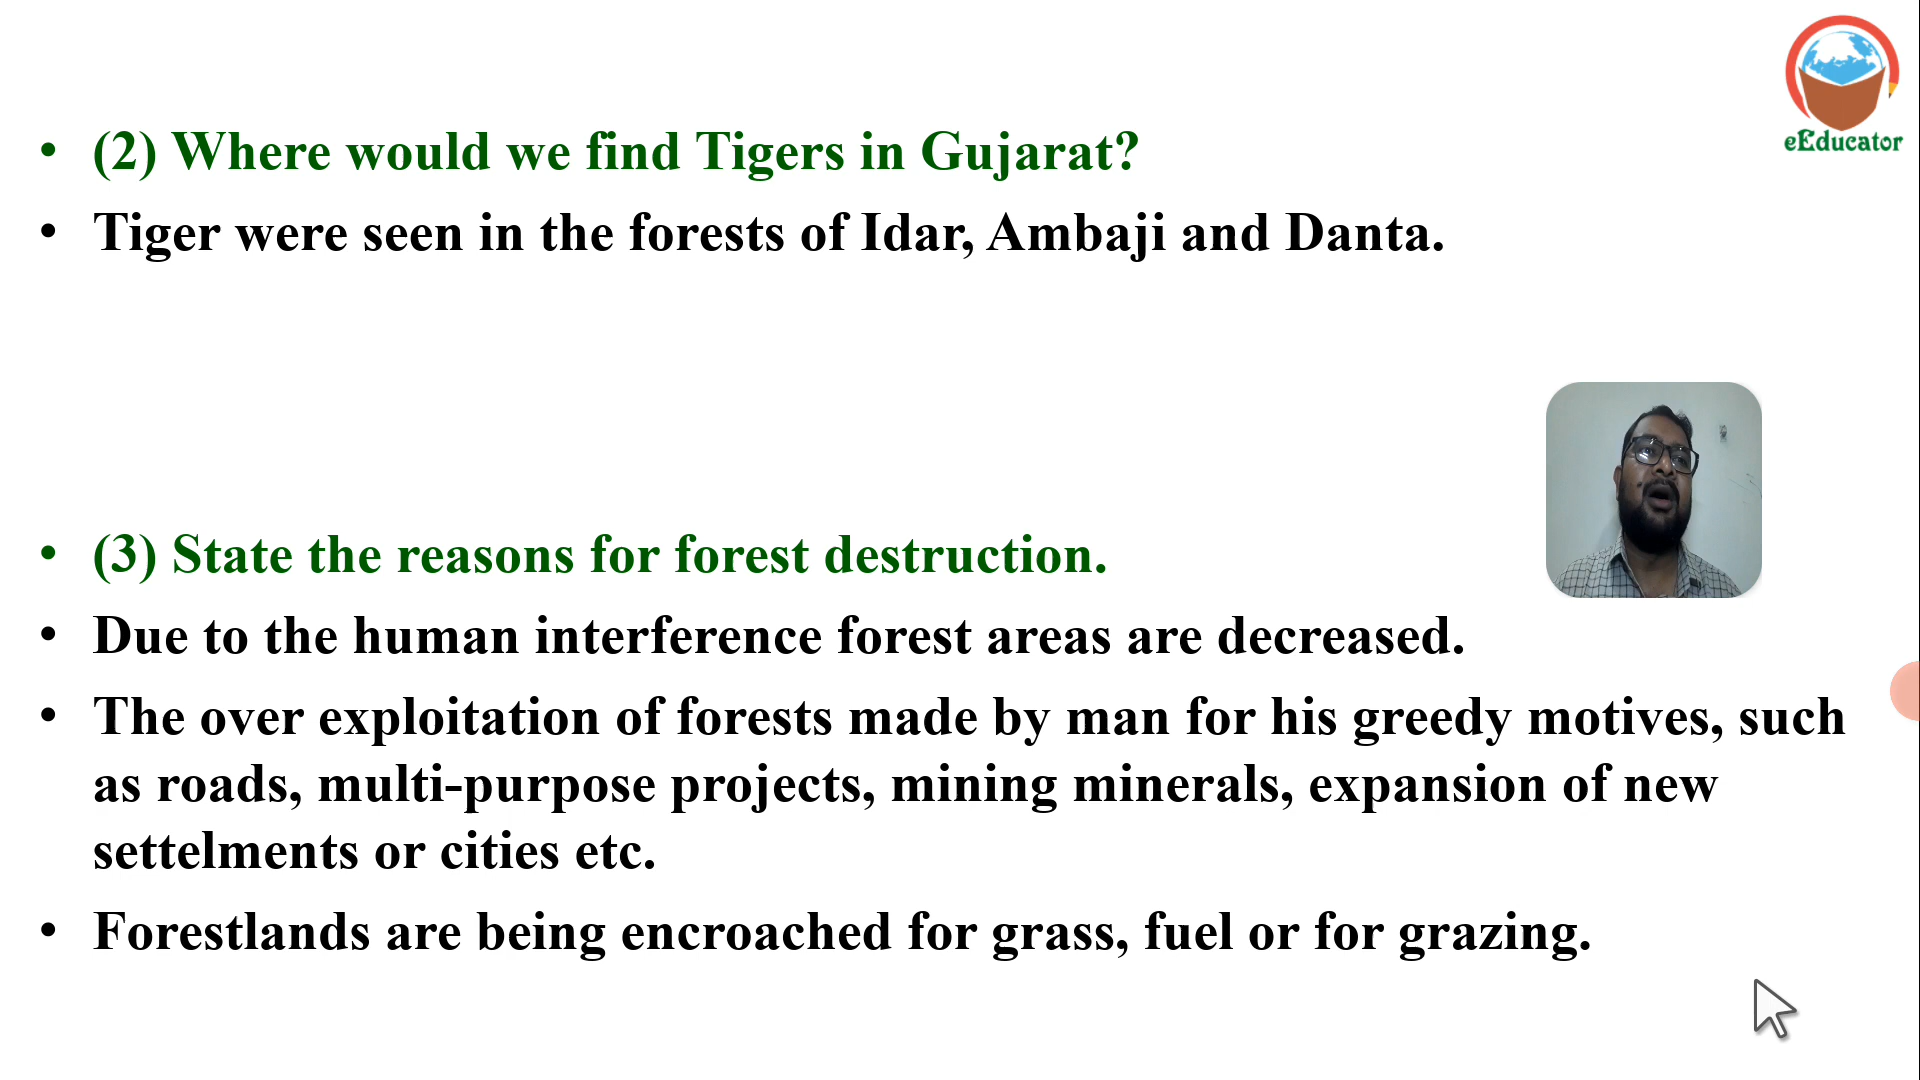 eEducator
• (2) Where would we find Tigers in Gujarat?
• Tiger were seen in the forests of Idar, Ambaji and Danta.
• (3) State the reasons for forest destruction.
• Due to the human interference forest areas are decreased.
• The over exploitation of forests made by man for his greedy motives, such
as roads, multi-purpose projects, mining minerals, expansion of new
settelments or cities etc.
• Forestlands are being encroached for grass, fuel or for grazing.